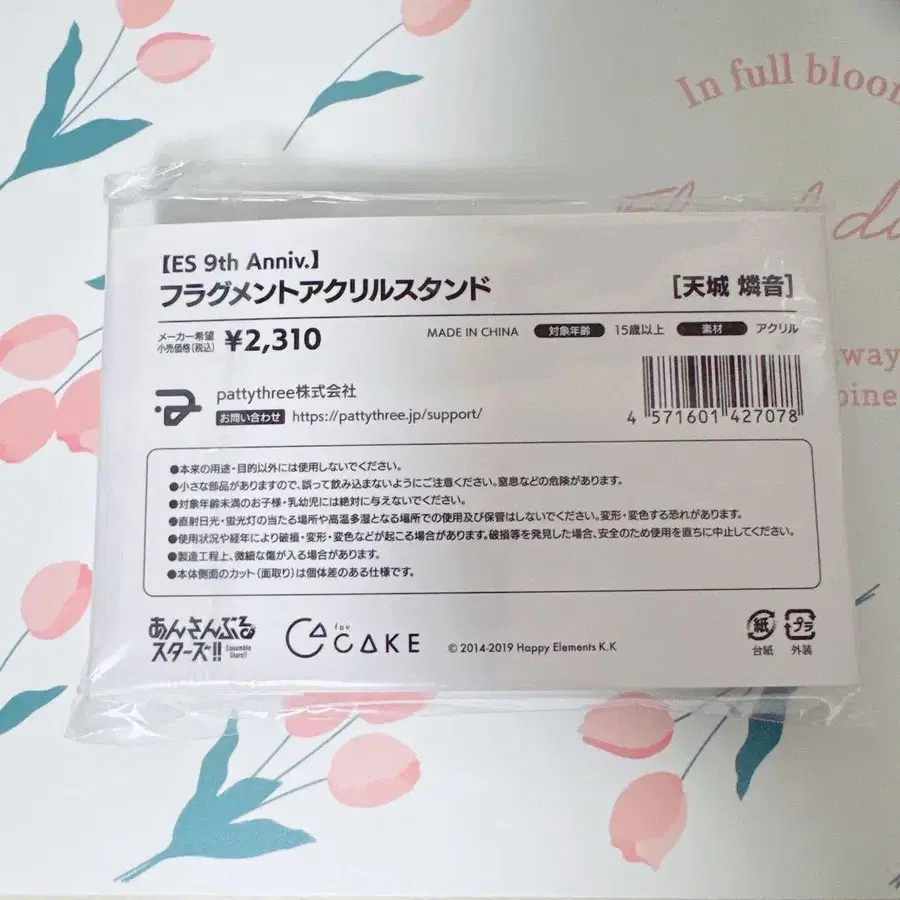 In full bloom
【ES 9th Anniv.】
フラグメントアクリルスタンド
[天城 燐音]
メーカー希望
小売価格(税込)
¥2,310
MADE IN CHINA
対象年齢 15歳以上
素材 アクリル
pattythree株式会社
お問い合わせ https://pattythree.jp/support/
4 571601 427078
●本来の用途・目的以外には使用しないでください。
●小さな部品がありますので、誤って飲み込まないようにご注意ください。窒息などの危険があります。
●対象年齢未満のお子様・乳幼児には絶対に与えないでください。
●直射日光・蛍光灯の当たる場所や高温多湿となる場所での使用及び保管はしないでください。変形・変色する恐れがあります。
●使用状況や経年により破損・変形・変色などが起こる場合があります。破損等を発見した場合、安全のため使用を直ちに中止してください。
●製造工程上、微細な傷が入る場合があります。
●本体側面のカット(面取り)は個体差のある仕様です。
あんさんぶる
スターズ!!
Ensemble
Stars!!
for
CAKE
© 2014-2019 Happy Elements K.K
紙
台紙
プラ
外装